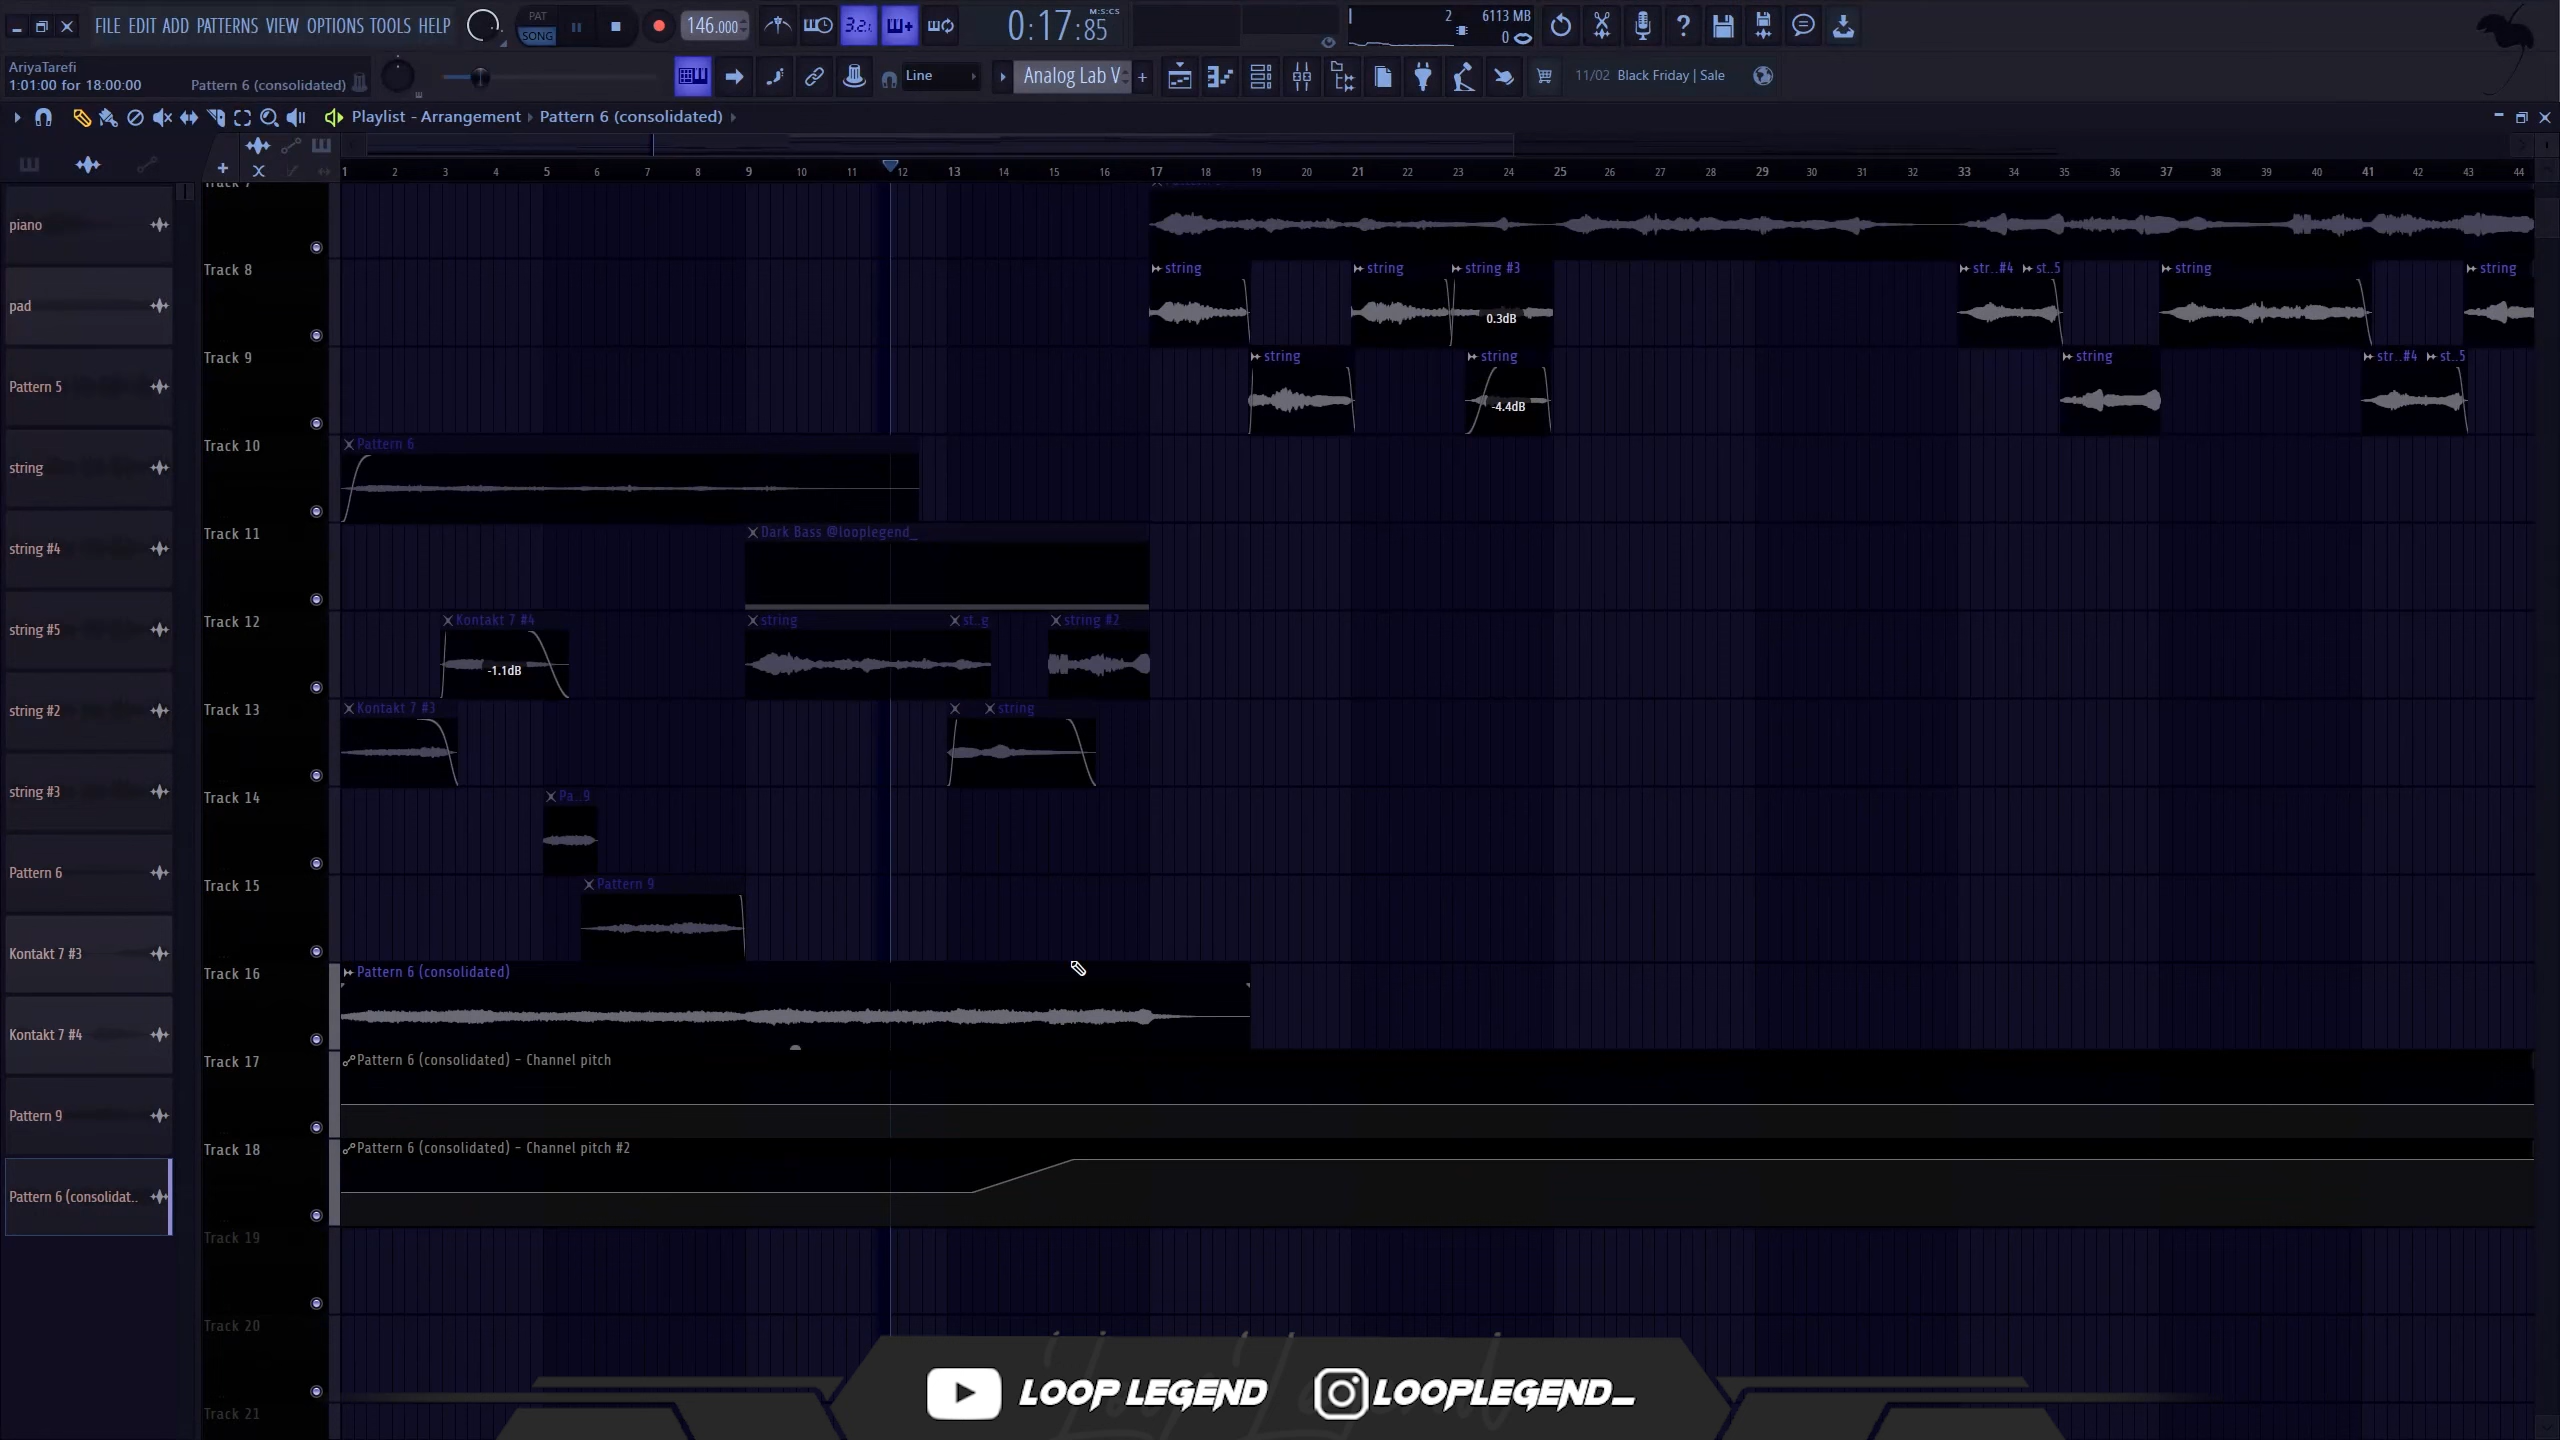 FILE EDIT ADD PATTERNS VIEW OPTIONS TOOLS HELP
PAT
SONG
146.000
3.2.
0:17:85
M:S:CS
2
6113 MB
0
AriyaTarefi
1:01:00 for 18:00:00
Pattern 6 (consolidated)
Line
Analog Lab V
11/02 Black Friday | Sale
Playlist - Arrangement › Pattern 6 (consolidated)
1 2 3 4 5 6 7 8 9 10 11 12 13 14 15 16 17 18 19 20 21 22 23 24 25 26 27 28 29 30 31 32 33 34 35 36 37 38 39 40 41 42 43 44
piano
pad
Pattern 5
string
string #4
string #5
string #2
string #3
Pattern 6
Kontakt 7 #3
Kontakt 7 #4
Pattern 9
Pattern 6 (consolidat..
Track 7
Track 8
string
string
string #3
0.3dB
str..#4
st..5
string
string
Track 9
string
string
-4.4dB
string
str..#4
st..5
Track 10
Pattern 6
Track 11
Dark Bass @looplegend_
Track 12
Kontakt 7 #4
-1.1dB
string
st..g
string #2
Track 13
Kontakt 7 #3
string
Track 14
Pa..9
Track 15
Pattern 9
Track 16
Pattern 6 (consolidated)
Track 17
Pattern 6 (consolidated) - Channel pitch
Track 18
Pattern 6 (consolidated) - Channel pitch #2
Track 19
Track 20
Track 21
LOOP LEGEND
LOOPLEGEND_